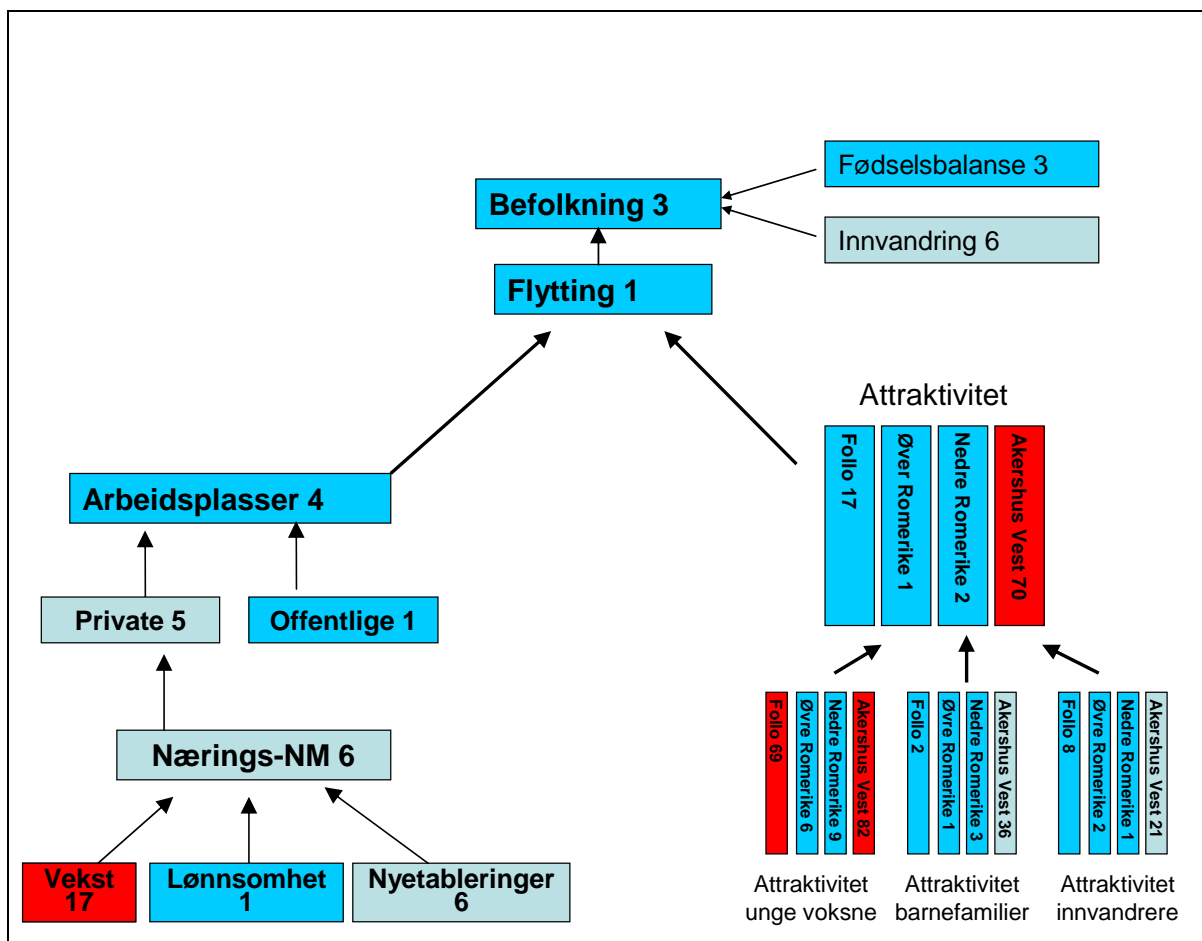 Fødselsbalanse 3
Befolkning 3
Innvandring 6
Flytting 1
Attraktivitet
Follo 17
Øver Romerike 1
Nedre Romerike 2
Akershus Vest 70
Arbeidsplasser 4
Private 5
Offentlige 1
Nærings-NM 6
Vekst
17
Lønnsomhet
1
Nyetableringer
6
Follo 69
Øvre Romerike 6
Nedre Romerike 9
Akershus Vest 82
Follo 2
Øvre Romerike 1
Nedre Romerike 3
Akershus Vest 36
Follo 8
Øvre Romerike 2
Nedre Romerike 1
Akershus Vest 21
Attraktivitet
unge voksne
Attraktivitet
barnefamilier
Attraktivitet
innvandrere